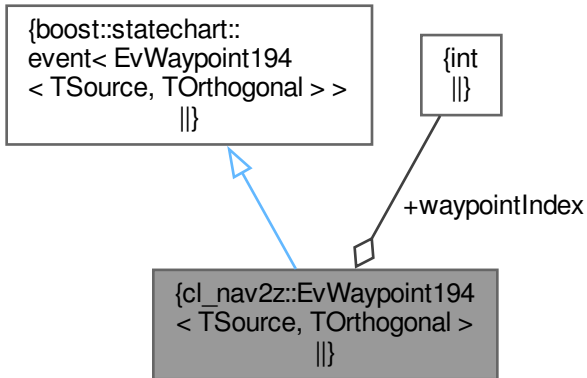 {boost::statechart::
event< EvWaypoint194
< TSource, TOrthogonal > >
||}
{int
||}
+waypointIndex
{cl_nav2z::EvWaypoint194
< TSource, TOrthogonal >
||}